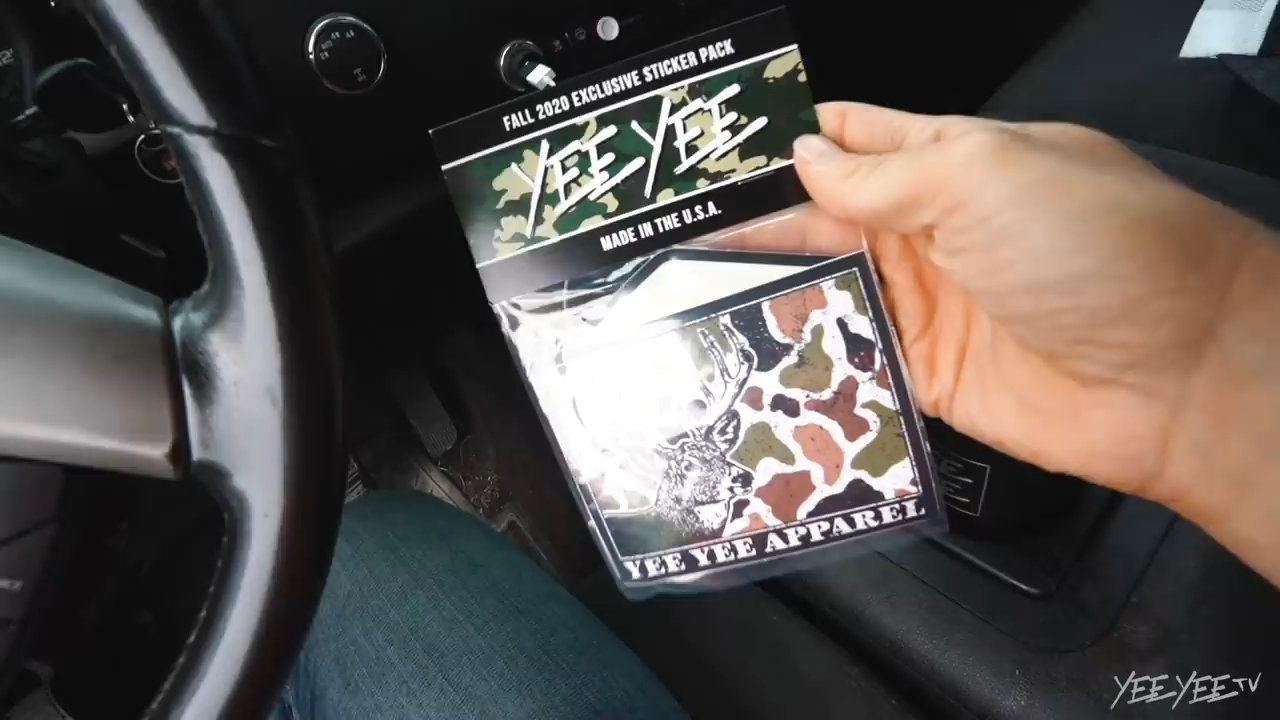 FALL 2020 EXCLUSIVE STICKER PACK
YEE YEE
MADE IN THE U.S.A.
YEE YEE APPAREL
YEE YEE TV